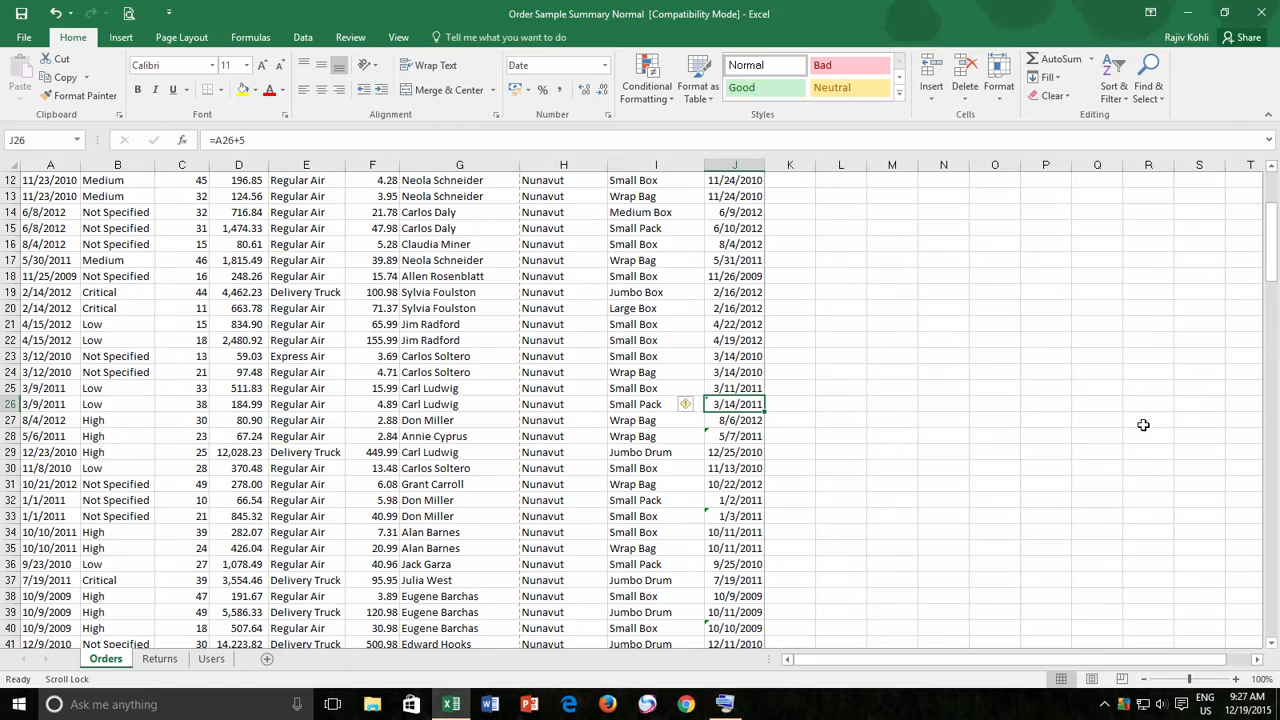 Order Sample Summary Normal [Compatibility Mode] - Excel
File Home Insert Page Layout Formulas Data Review View Tell me what you want to do Rajiv Kohli Share
Cut
Copy
Format Painter
Paste
Clipboard
Calibri 11
B I U
Font
Wrap Text
Merge & Center
Alignment
Date
$ % ,
Number
Conditional Formatting
Format as Table
Normal Bad
Good Neutral
Styles
Insert Delete Format
Cells
AutoSum
Fill
Clear
Sort & Filter
Find & Select
Editing
J26 fx =A26+5
A B C D E F G H I J K L M N O P Q R S T
12 11/23/2010 Medium 45 196.85 Regular Air 4.28 Neola Schneider Nunavut Small Box 11/24/2010
13 11/23/2010 Medium 32 124.56 Regular Air 3.95 Neola Schneider Nunavut Wrap Bag 11/24/2010
14 6/8/2012 Not Specified 32 716.84 Regular Air 21.78 Carlos Daly Nunavut Medium Box 6/9/2012
15 6/8/2012 Not Specified 31 1,474.33 Regular Air 47.98 Carlos Daly Nunavut Small Pack 6/10/2012
16 8/4/2012 Not Specified 15 80.61 Regular Air 5.28 Claudia Miner Nunavut Small Box 8/4/2012
17 5/30/2011 Medium 46 1,815.49 Regular Air 39.89 Neola Schneider Nunavut Wrap Bag 5/31/2011
18 11/25/2009 Not Specified 16 248.26 Regular Air 15.74 Allen Rosenblatt Nunavut Small Box 11/26/2009
19 2/14/2012 Critical 44 4,462.23 Delivery Truck 100.98 Sylvia Foulston Nunavut Jumbo Box 2/16/2012
20 2/14/2012 Critical 11 663.78 Regular Air 71.37 Sylvia Foulston Nunavut Large Box 2/16/2012
21 4/15/2012 Low 15 834.90 Regular Air 65.99 Jim Radford Nunavut Small Box 4/22/2012
22 4/15/2012 Low 18 2,480.92 Regular Air 155.99 Jim Radford Nunavut Small Box 4/19/2012
23 3/12/2010 Not Specified 13 59.03 Express Air 3.69 Carlos Soltero Nunavut Small Box 3/14/2010
24 3/12/2010 Not Specified 21 97.48 Regular Air 4.71 Carlos Soltero Nunavut Small Box 3/14/2010
25 3/9/2011 Low 33 511.83 Regular Air 15.99 Carl Ludwig Nunavut Small Box 3/11/2011
26 3/9/2011 Low 38 184.99 Regular Air 4.89 Carl Ludwig Nunavut Small Pack 3/14/2011
27 8/4/2012 High 30 80.90 Regular Air 2.88 Don Miller Nunavut Wrap Bag 8/6/2012
28 5/6/2011 High 23 67.24 Regular Air 2.84 Annie Cyprus Nunavut Wrap Bag 5/7/2011
29 12/23/2010 High 25 12,028.23 Delivery Truck 449.99 Carl Ludwig Nunavut Jumbo Drum 12/25/2010
30 11/8/2010 Low 28 370.48 Regular Air 13.48 Carlos Soltero Nunavut Small Box 11/13/2010
31 10/21/2012 Not Specified 49 278.00 Regular Air 6.08 Grant Carroll Nunavut Wrap Bag 10/22/2012
32 1/1/2011 Not Specified 10 66.54 Regular Air 5.98 Don Miller Nunavut Small Pack 1/2/2011
33 1/1/2011 Not Specified 21 845.32 Regular Air 40.99 Don Miller Nunavut Small Box 1/3/2011
34 10/10/2011 High 39 282.07 Regular Air 7.31 Alan Barnes Nunavut Small Box 10/11/2011
35 10/10/2011 High 24 426.04 Regular Air 20.99 Alan Barnes Nunavut Wrap Bag 10/11/2011
36 9/23/2010 Low 27 1,078.49 Regular Air 40.96 Jack Garza Nunavut Small Pack 9/25/2010
37 7/19/2011 Critical 39 3,554.46 Delivery Truck 95.95 Julia West Nunavut Jumbo Drum 7/19/2011
38 10/9/2009 High 47 191.67 Regular Air 3.89 Eugene Barchas Nunavut Small Box 10/9/2009
39 10/9/2009 High 49 5,586.33 Delivery Truck 120.98 Eugene Barchas Nunavut Jumbo Drum 10/11/2009
40 10/9/2009 High 18 507.64 Regular Air 30.98 Eugene Barchas Nunavut Small Box 10/10/2009
41 12/9/2010 Not Specified 30 14,223.82 Delivery Truck 500.98 Edward Hooks Nunavut Jumbo Drum 12/11/2010
Orders Returns Users
Ready Scroll Lock 100%
Ask me anything
ENG 9:27 AM
US 12/19/2015